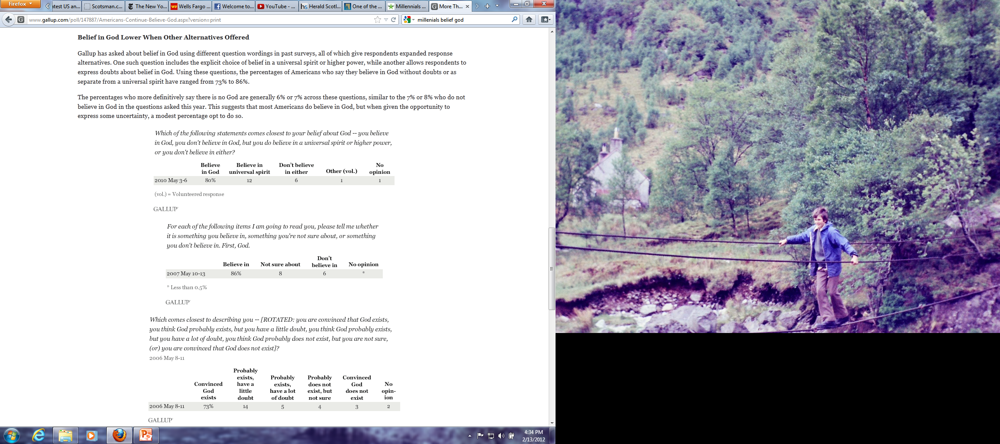 Firefox
atest US an...
Scotsman.c...
The New Yo...
Wells Fargo ...
Welcome to...
YouTube - ...
Herald Scotl...
One of the ...
Millennials ...
More Th...
www.gallup.com/poll/147887/Americans-Continue-Believe-God.aspx?version=print
millenials belief god
Belief in God Lower When Other Alternatives Offered
Gallup has asked about belief in God using different question wordings in past surveys, all of which give respondents expanded response
alternatives. One such question includes the explicit choice of belief in a universal spirit or higher power, while another allows respondents to
express doubts about belief in God. Using these questions, the percentages of Americans who say they believe in God without doubts or as
separate from a universal spirit have ranged from 73% to 86%.
The percentages who more definitively say there is no God are generally 6% or 7% across these questions, similar to the 7% or 8% who do not
believe in God in the questions asked this year. This suggests that most Americans do believe in God, but when given the opportunity to
express some uncertainty, a modest percentage opt to do so.
Which of the following statements comes closest to your belief about God -- you believe
in God, you don't believe in God, but you do believe in a universal spirit or higher power,
or you don't believe in either?
Believe in God
Believe in universal spirit
Don't believe in either
Other (vol.)
No opinion
2010 May 3-6 80% 12 6 1 1
(vol.) = Volunteered response
GALLUP
For each of the following items I am going to read you, please tell me whether
it is something you believe in, something you're not sure about, or something
you don't believe in. First, God.
Believe in
Not sure about
Don't believe in
No opinion
2007 May 10-13 86% 8 6 *
* Less than 0.5%
GALLUP
Which comes closest to describing you -- [ROTATED: you are convinced that God exists,
you think God probably exists, but you have a little doubt, you think God probably exists,
but you have a lot of doubt, you think God probably does not exist, but you are not sure,
(or) you are convinced that God does not exist]?
2006 May 8-11
Convinced God exists
Probably exists, have a little doubt
Probably exists, have a lot of doubt
Probably does not exist, but not sure
Convinced God does not exist
No opin-ion
2006 May 8-11 73% 14 5 4 3 2
GALLUP
4:34 PM
2/13/2012